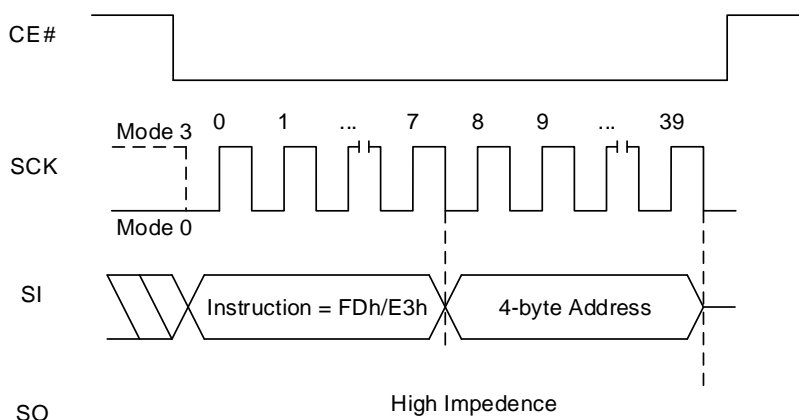 CE#
0 1 ... 7 8 9 ... 39
Mode 3
SCK
Mode 0
SI
Instruction = FDh/E3h
4-byte Address
High Impedence
SO